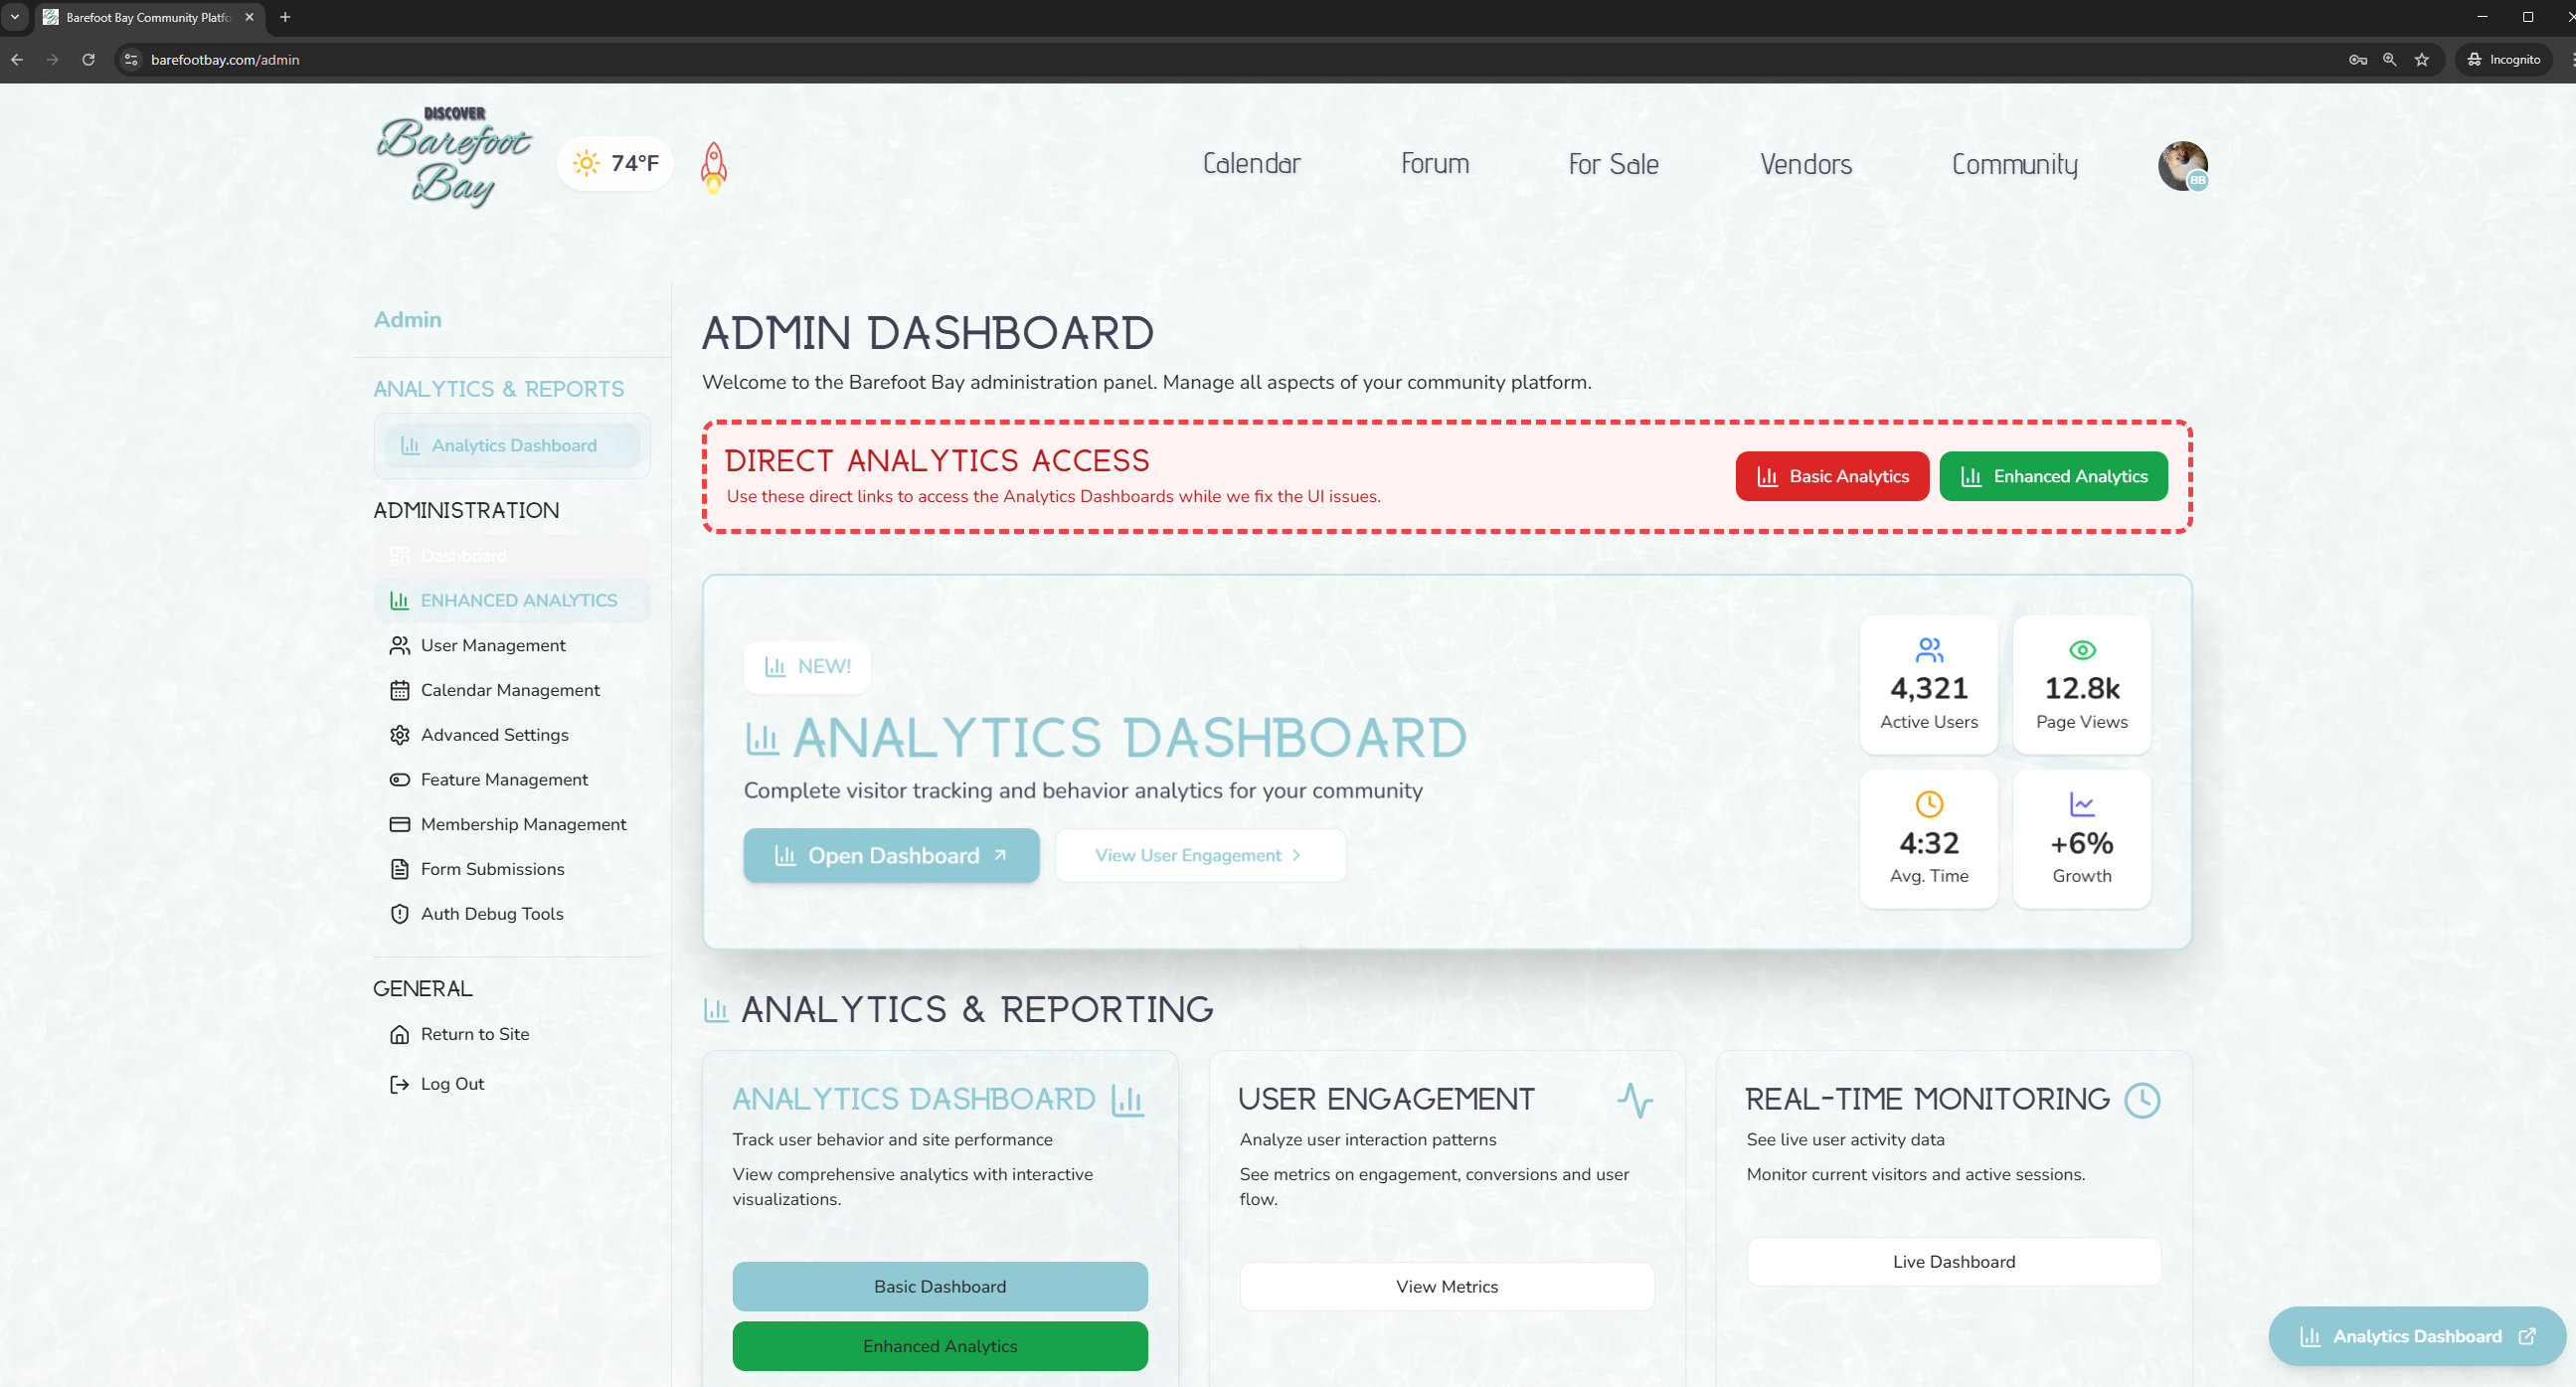 Barefoot Bay Community Platfo
barefootbay.com/admin
Incognito
DISCOVER
Barefoot
Bay
74°F
Calendar
Forum
For Sale
Vendors
Community
BB
Admin
ANALYTICS & REPORTS
Analytics Dashboard
ADMINISTRATION
Dashboard
ENHANCED ANALYTICS
User Management
Calendar Management
Advanced Settings
Feature Management
Membership Management
Form Submissions
Auth Debug Tools
GENERAL
Return to Site
Log Out
ADMIN DASHBOARD
Welcome to the Barefoot Bay administration panel. Manage all aspects of your community platform.
DIRECT ANALYTICS ACCESS
Use these direct links to access the Analytics Dashboards while we fix the UI issues.
Basic Analytics
Enhanced Analytics
NEW!
ANALYTICS DASHBOARD
Complete visitor tracking and behavior analytics for your community
Open Dashboard
View User Engagement
4,321
Active Users
12.8k
Page Views
4:32
Avg. Time
+6%
Growth
ANALYTICS & REPORTING
ANALYTICS DASHBOARD
Track user behavior and site performance
View comprehensive analytics with interactive
visualizations.
Basic Dashboard
Enhanced Analytics
USER ENGAGEMENT
Analyze user interaction patterns
See metrics on engagement, conversions and user
flow.
View Metrics
REAL-TIME MONITORING
See live user activity data
Monitor current visitors and active sessions.
Live Dashboard
Analytics Dashboard